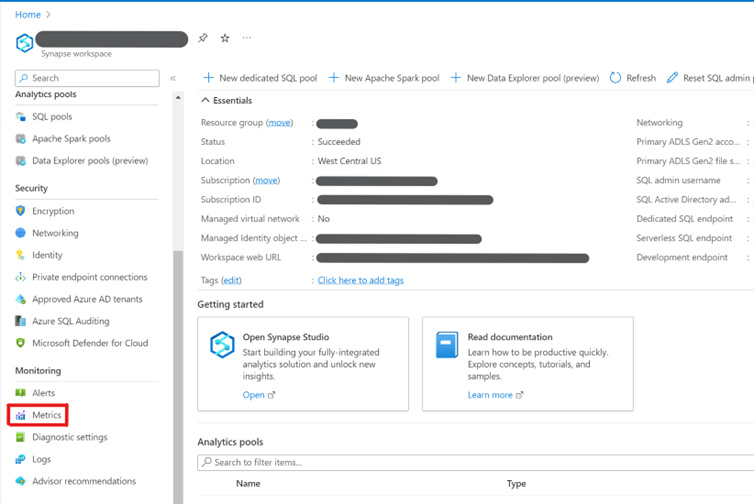 Home >
Synapse workspace
Search
Analytics pools
SQL pools
Apache Spark pools
Data Explorer pools (preview)
Security
Encryption
Networking
Identity
Private endpoint connections
Approved Azure AD tenants
Azure SQL Auditing
Microsoft Defender for Cloud
Monitoring
Alerts
Metrics
Diagnostic settings
Logs
Advisor recommendations
New dedicated SQL pool New Apache Spark pool New Data Explorer pool (preview) Refresh Reset SQL admin
Essentials
Resource group (move) :
Status : Succeeded
Location : West Central US
Subscription (move) :
Subscription ID :
Managed virtual network : No
Managed Identity object ... :
Workspace web URL :
Tags (edit) : Click here to add tags
Networking :
Primary ADLS Gen2 acco... :
Primary ADLS Gen2 file s... :
SQL admin username :
SQL Active Directory ad... :
Dedicated SQL endpoint :
Serverless SQL endpoint :
Development endpoint :
Getting started
Open Synapse Studio
Start building your fully-integrated
analytics solution and unlock new
insights.
Open
Read documentation
Learn how to be productive quickly.
Explore concepts, tutorials, and
samples.
Learn more
Analytics pools
Search to filter items...
Name Type